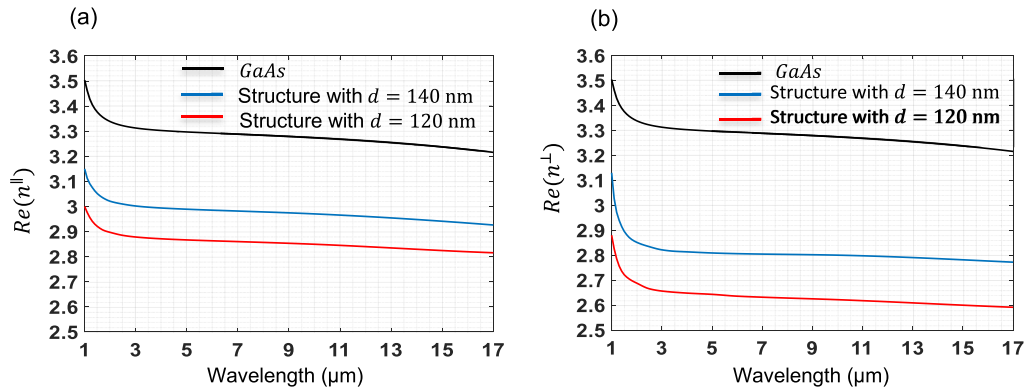 (a)
3.6
3.5
3.4
3.3
3.2
3.1
3
2.9
2.8
2.7
2.6
2.5
Re(n∥)
GaAs
Structure with d = 140 nm
Structure with d = 120 nm
1 3 5 7 9 11 13 15 17
Wavelength (μm)
(b)
3.6
3.5
3.4
3.3
3.2
3.1
3
2.9
2.8
2.7
2.6
2.5
Re(n⊥)
GaAs
Structure with d = 140 nm
Structure with d = 120 nm
1 3 5 7 9 11 13 15 17
Wavelength (μm)